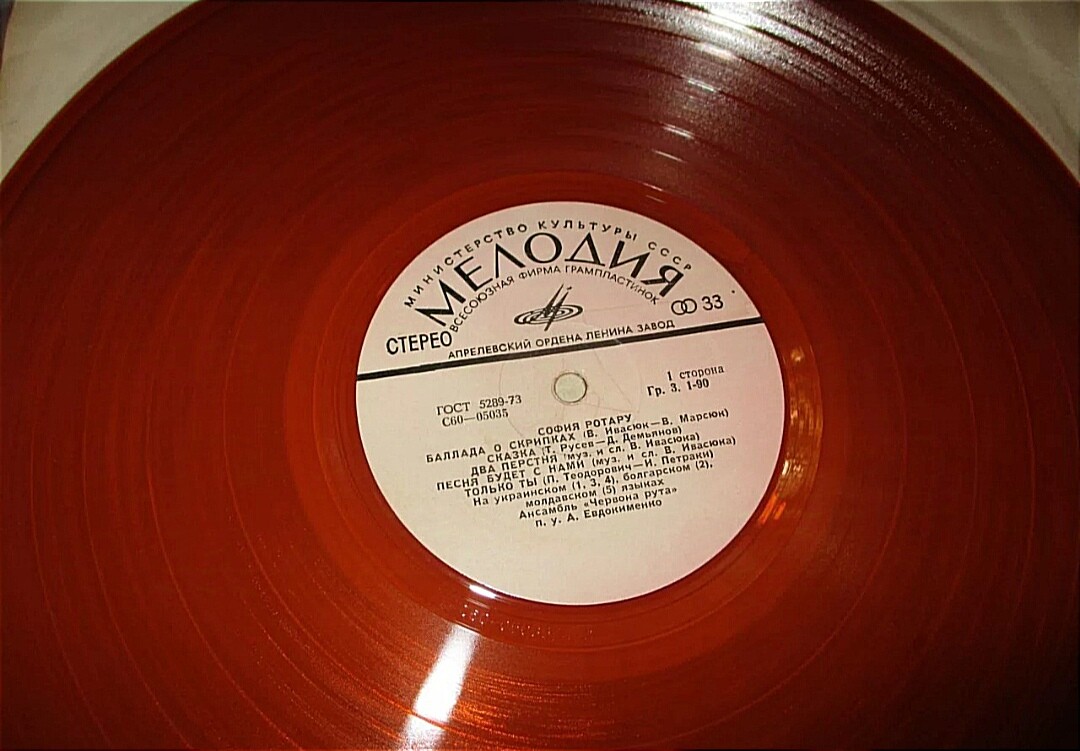 МИНИСТЕРСТВО КУЛЬТУРЫ СССР
МЕЛОДИЯ
ВСЕСОЮЗНАЯ ФИРМА ГРАМПЛАСТИНОК
СТЕРЕО
33
АПРЕЛЕВСКИЙ ОРДЕНА ЛЕНИНА ЗАВОД
ГОСТ 5289-73
С60—05035
1 сторона
Гр. 3. 1-90
СОФИЯ РОТАРУ
БАЛЛАДА О СКРИПКАХ (В. Ивасюк—В. Марсюк)
СКАЗКА (Т. Русев—Д. Демьянов)
ДВА ПЕРСТНЯ (муз. и сл. В. Ивасюка)
ПЕСНЯ БУДЕТ С НАМИ (муз. и сл. В. Ивасюка)
ТОЛЬКО ТЫ (П. Теодорович—И. Петраки)
На украинском (1, 3, 4), болгарском (2),
молдавском (5) языках
Ансамбль «Червона рута»
п. у. А. Евдокименко